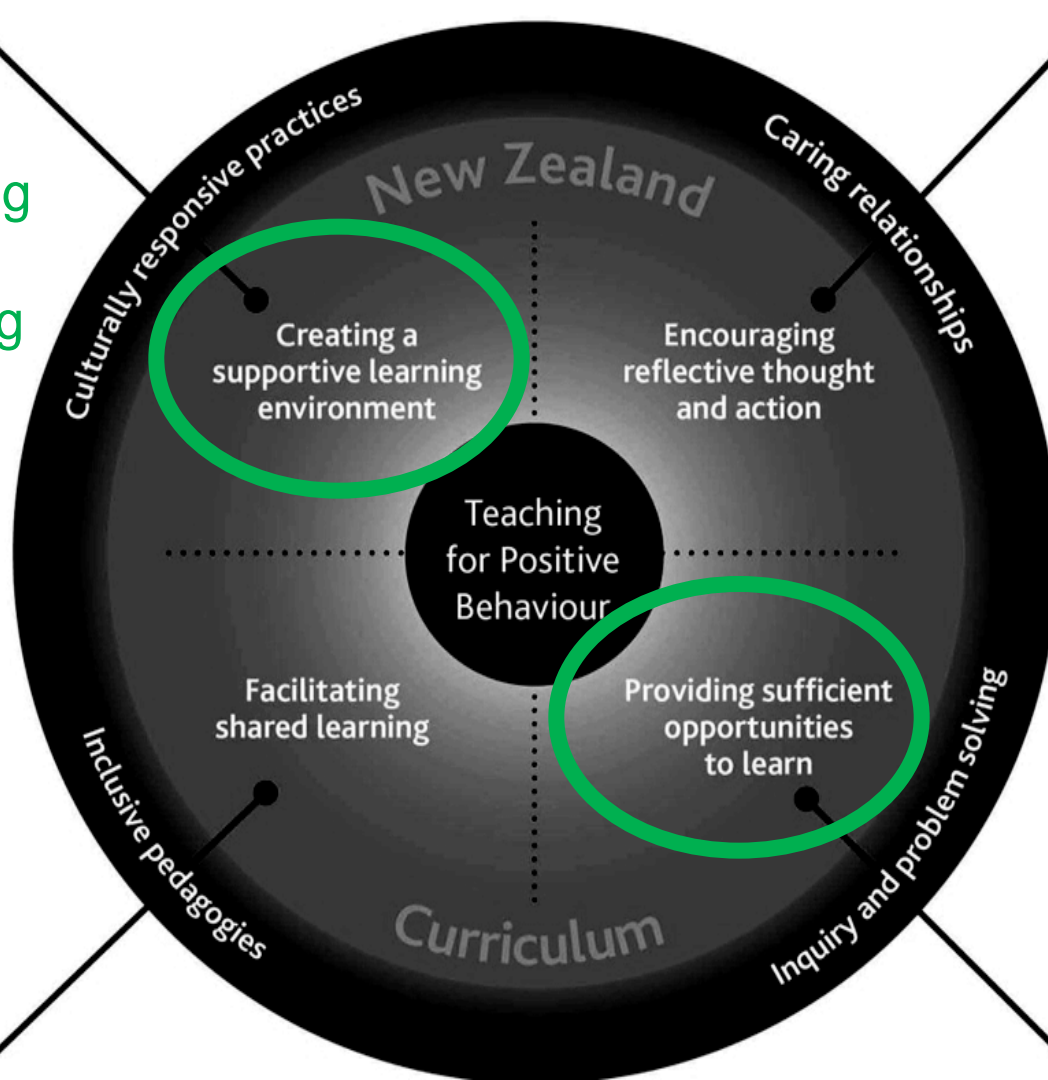 New Zealand
Culturally responsive practices
Caring relationships
g
g
Creating a
supportive learning
environment
Encouraging
reflective thought
and action
Teaching
for Positive
Behaviour
Facilitating
shared learning
Providing sufficient
opportunities
to learn
Inclusive pedagogies
Inquiry and problem solving
Curriculum